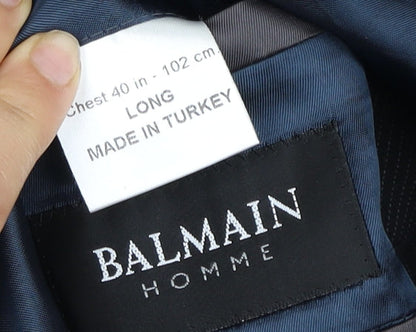 Chest 40 in - 102 cm
LONG
MADE IN TURKEY
BALMAIN
HOMME